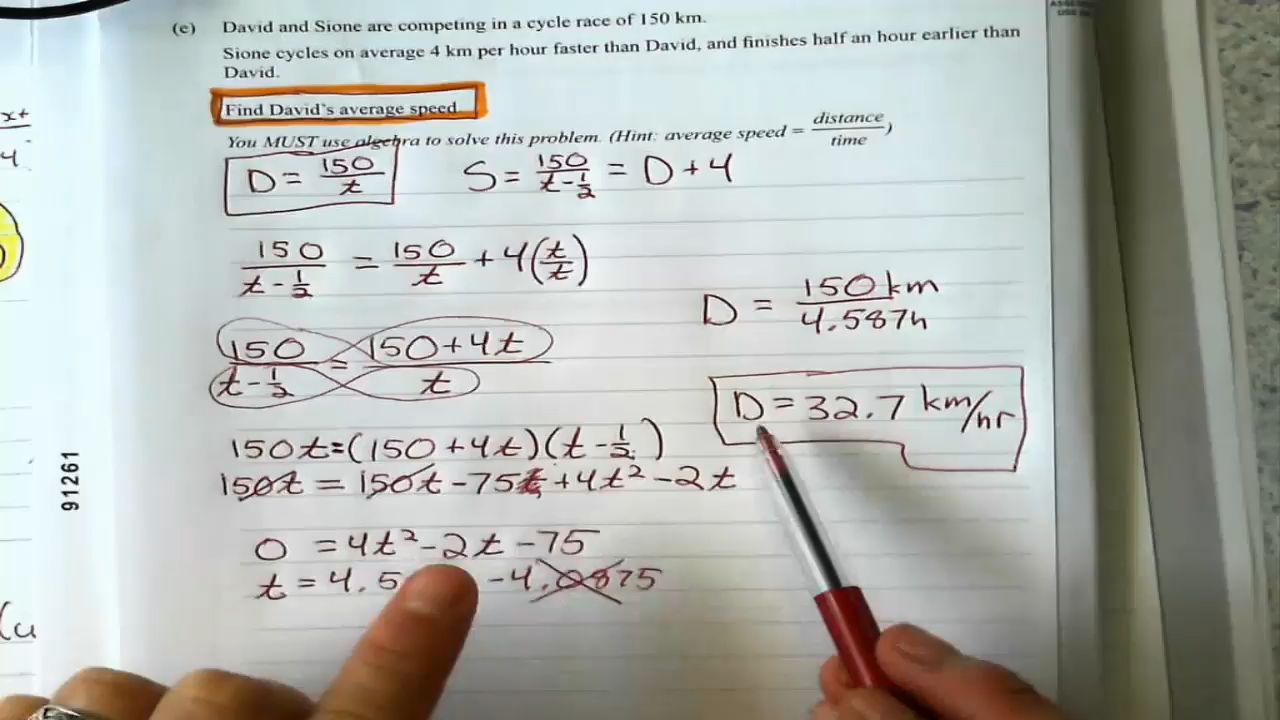 (e) David and Sione are competing in a cycle race of 150 km.
Sione cycles on average 4 km per hour faster than David, and finishes half an hour earlier than
David.
Find David's average speed.
You MUST use algebra to solve this problem. (Hint: average speed = distance/time)
D = 150/t
S = 150/(t - 1/2) = D + 4
150/(t - 1/2) = 150/t + 4(t/t)
150/(t - 1/2) = (150 + 4t)/t
150t = (150 + 4t)(t - 1/2)
150t = 150t - 75 + 4t² - 2t
0 = 4t² - 2t - 75
t = 4.5 -4.0875
D = 150km/4.587h
D = 32.7 km/hr
91261
x+
4